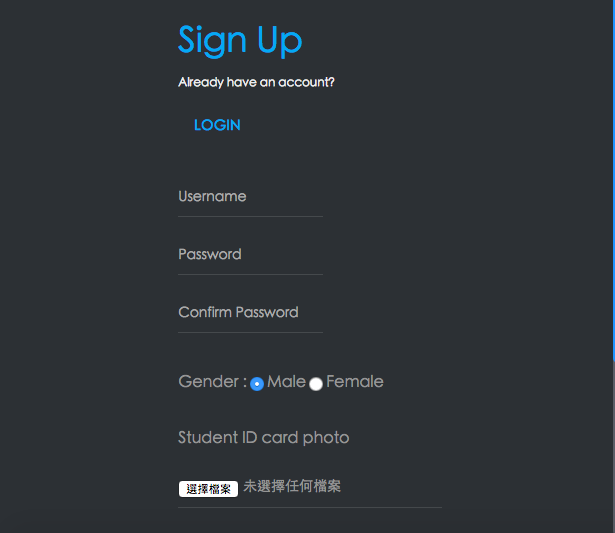 Sign Up
Already have an account?
LOGIN
Username
Password
Confirm Password
Gender : Male Female
Student ID card photo
選擇檔案 未選擇任何檔案